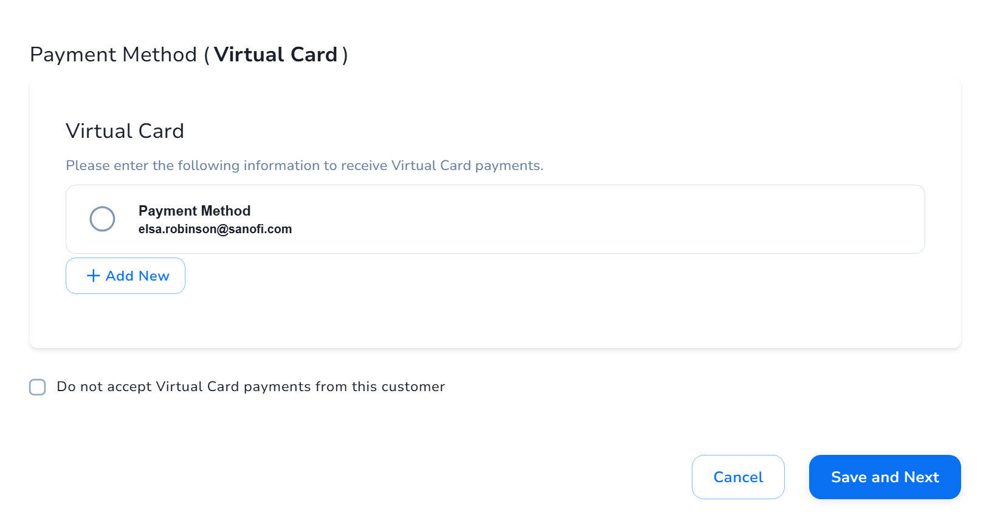 Payment Method (Virtual Card)
Virtual Card
Please enter the following information to receive Virtual Card payments.
Payment Method
elsa.robinson@sanofi.com
+ Add New
Do not accept Virtual Card payments from this customer
Cancel
Save and Next